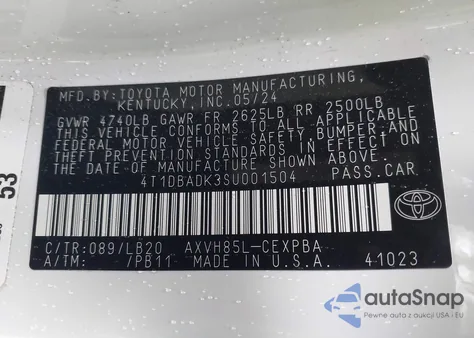 MFD.BY:TOYOTA MOTOR MANUFACTURING,
KENTUCKY, INC. 05/24
GVWR 4740LB GAWR FR 2625LB RR 2500LB
THIS VEHICLE CONFORMS TO ALL APPLICABLE
FEDERAL MOTOR VEHICLE SAFETY, BUMPER, AND
THEFT PREVENTION STANDARDS IN EFFECT ON
THE DATE OF MANUFACTURE SHOWN ABOVE.
4T1DBADK3SU001504 PASS.CAR
C/TR:089/LB20 AXVH85L-CEXPBA
A/TM: /PB11 MADE IN U.S.A. 41023
TOYOTA
53
autoSnap
Pewne auta z aukcji USA i EU